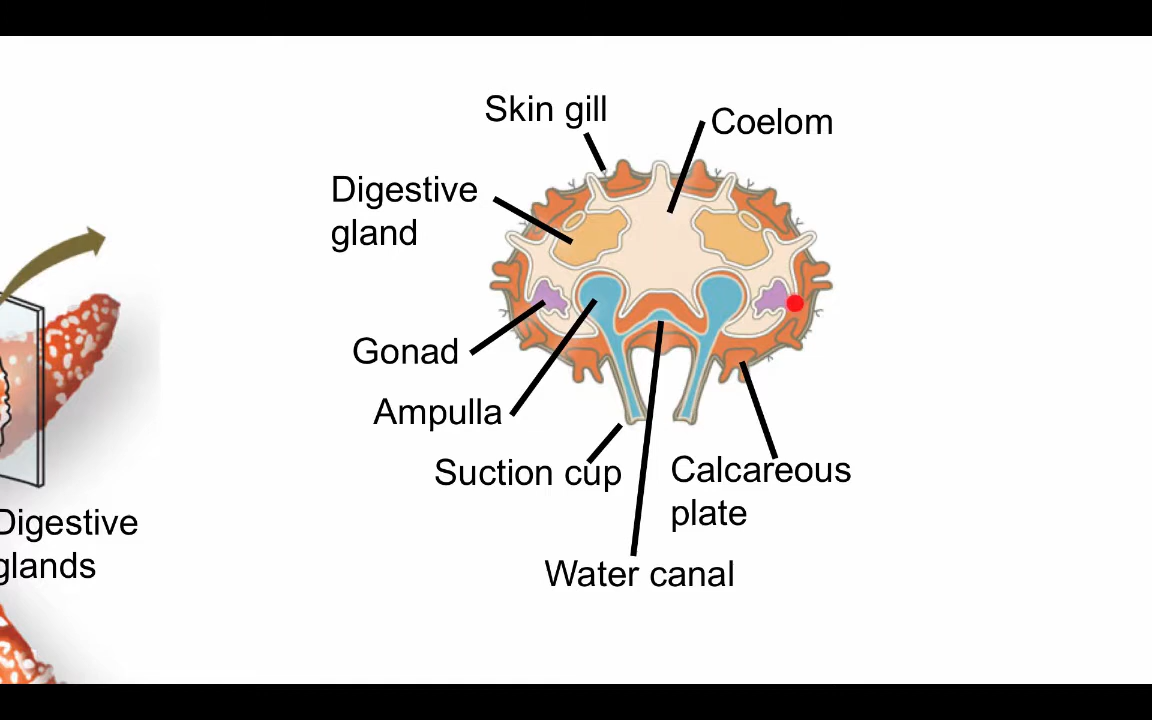 Skin gill
Coelom
Digestive
gland
Gonad
Ampulla
Suction cup
Calcareous
plate
Water canal
Digestive
glands